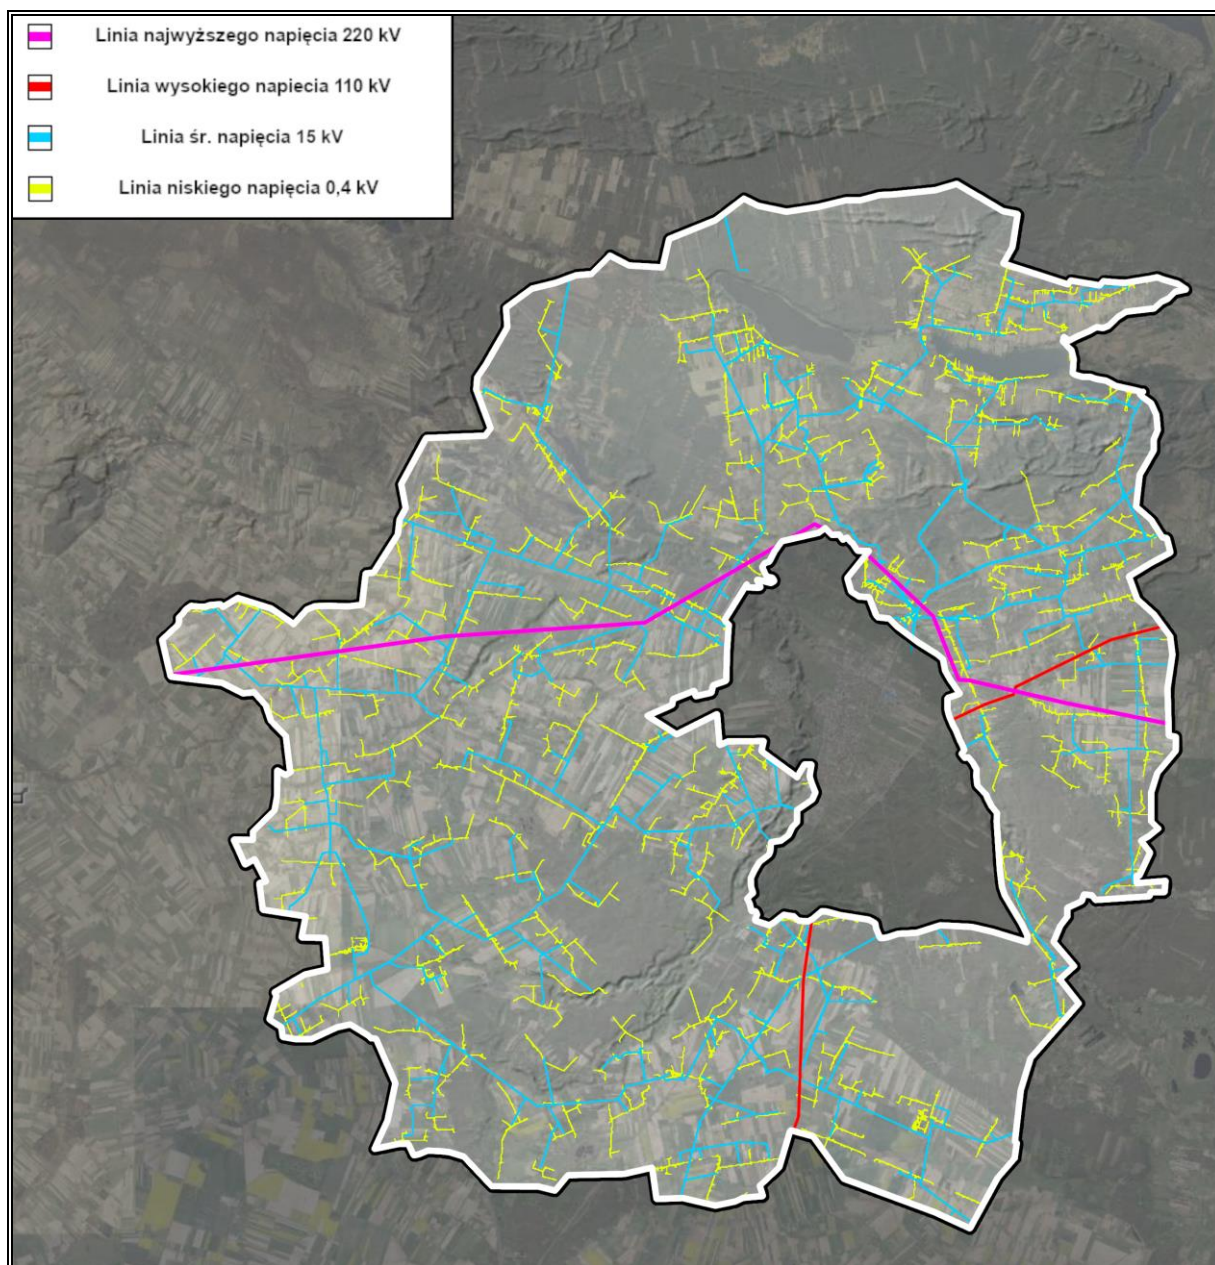 Linia najwyższego napięcia 220 kV
Linia wysokiego napiecia 110 kV
Linia śr. napięcia 15 kV
Linia niskiego napięcia 0,4 kV